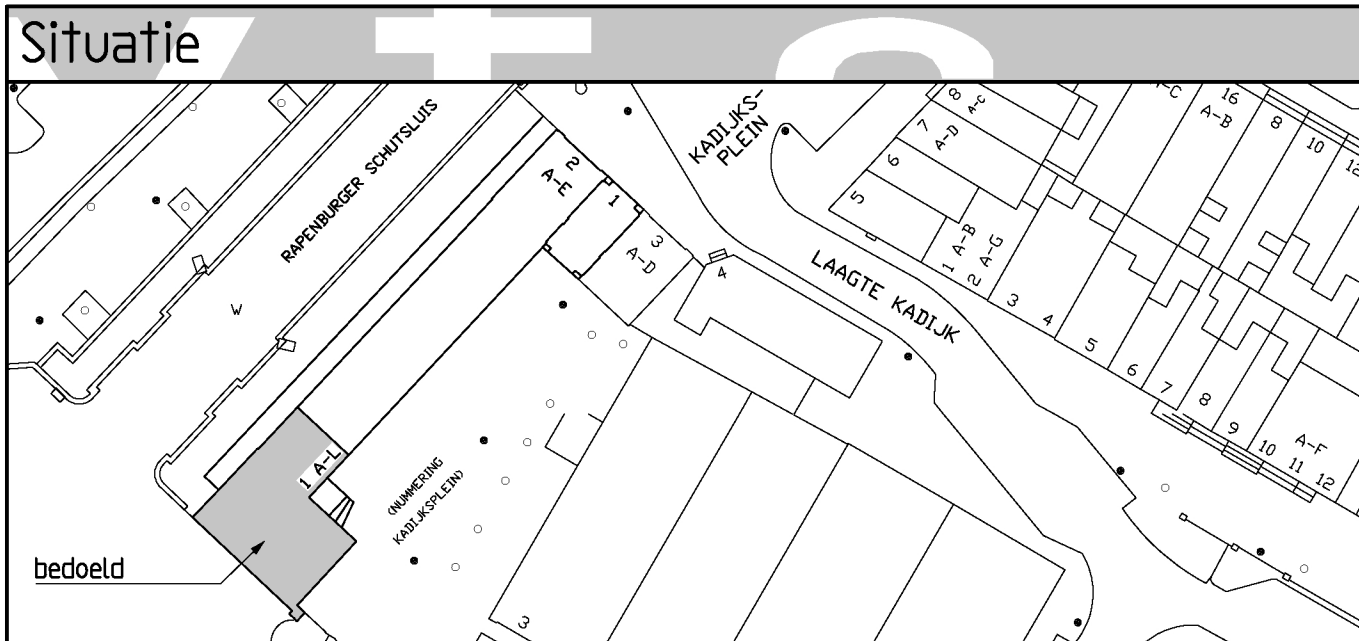 Situatie
RAPENBURGER SCHUTSLUIS
KADIJKS-
PLEIN
LAAGTE KADIJK
W
2
A-E
1
3
A-D
4
8
A-C
7
A-D
6
5
1 A-B
2 A-G
3
4
5
6
7
8
9
10
11
12
A-F
A-C
16
A-B
8
10
12
1 A-L
(NUMMERING
KADIJKSPLEIN)
bedoeld
3